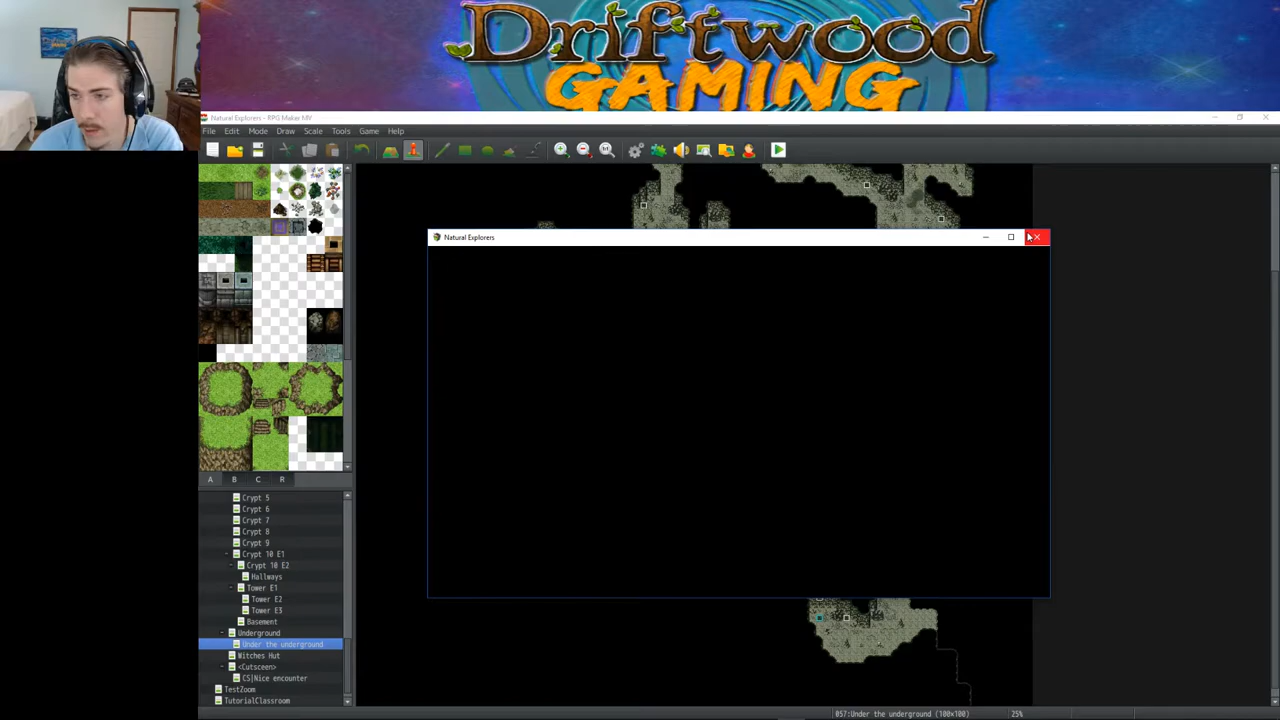 Driftwood
GAMING
Natural Explorers - RPG Maker MV
File Edit Mode Draw Scale Tools Game Help
Natural Explorers
A B C R
Crypt 5
Crypt 6
Crypt 7
Crypt 8
Crypt 9
Crypt 10 E1
Crypt 10 E2
Hallways
Tower E1
Tower E2
Tower E3
Basement
Underground
Under the underground
Witches Hut
<Cutsceen>
CS|Nice encounter
TestZoom
TutorialClassroom
057:Under the underground (100×100) 25%